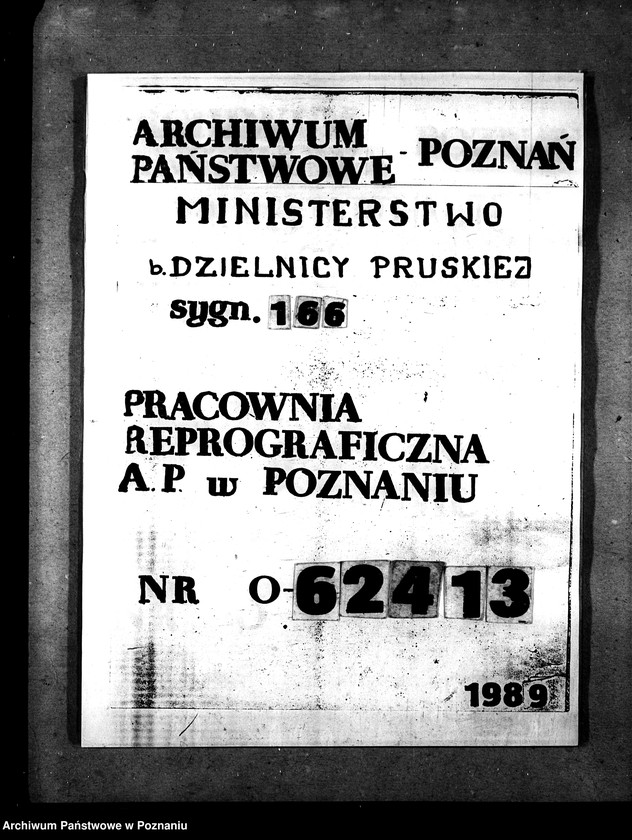 ARCHIWUM
PAŃSTWOWE - POZNAŃ
MINISTERSTWO
b. DZIELNICY PRUSKIEJ
sygn. 166
PRACOWNIA
REPROGRAFICZNA
A. P. w POZNANIU
NR O-62413
1989
Archiwum Państwowe w Poznaniu